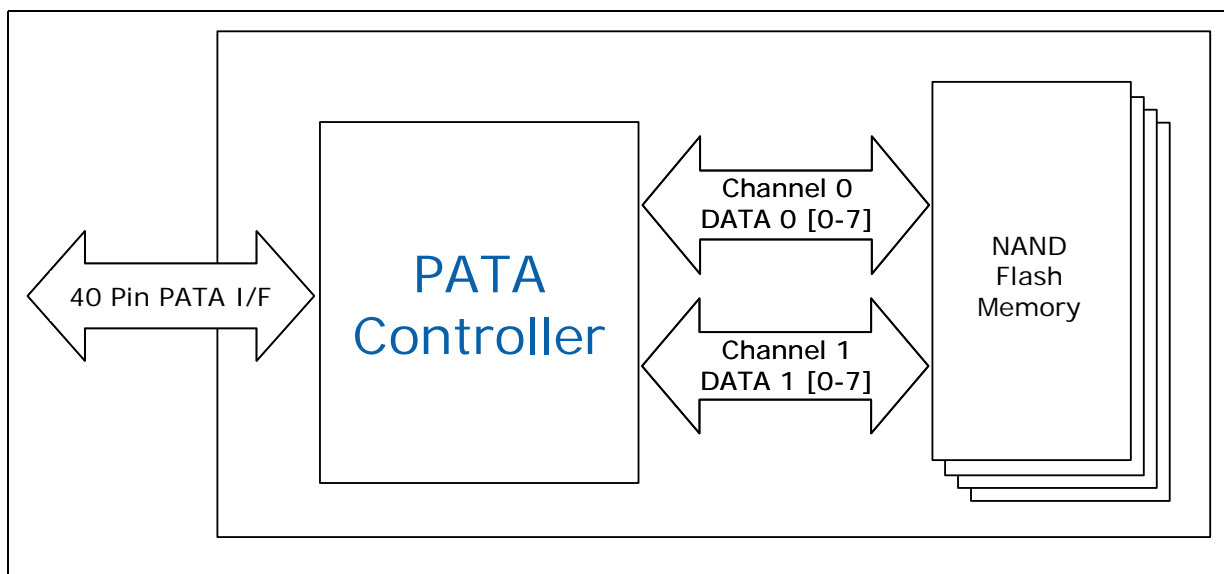 40 Pin PATA I/F
PATA
Controller
Channel 0
DATA 0 [0-7]
Channel 1
DATA 1 [0-7]
NAND
Flash
Memory